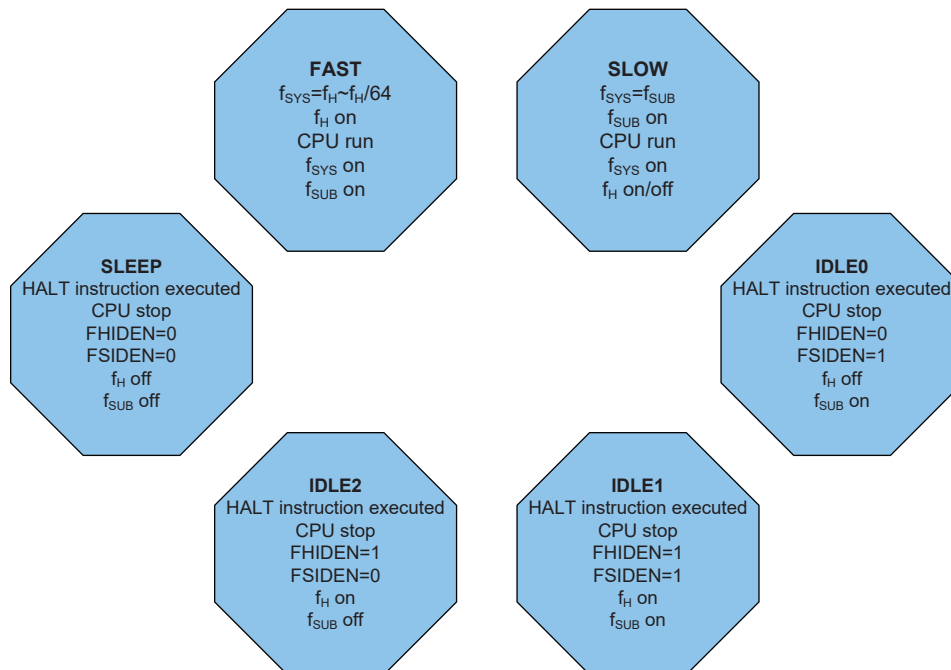 FAST
fSYS=fH~fH/64
fH on
CPU run
fSYS on
fSUB on
SLOW
fSYS=fSUB
fSUB on
CPU run
fSYS on
fH on/off
SLEEP
HALT instruction executed
CPU stop
FHIDEN=0
FSIDEN=0
fH off
fSUB off
IDLE0
HALT instruction executed
CPU stop
FHIDEN=0
FSIDEN=1
fH off
fSUB on
IDLE2
HALT instruction executed
CPU stop
FHIDEN=1
FSIDEN=0
fH on
fSUB off
IDLE1
HALT instruction executed
CPU stop
FHIDEN=1
FSIDEN=1
fH on
fSUB on